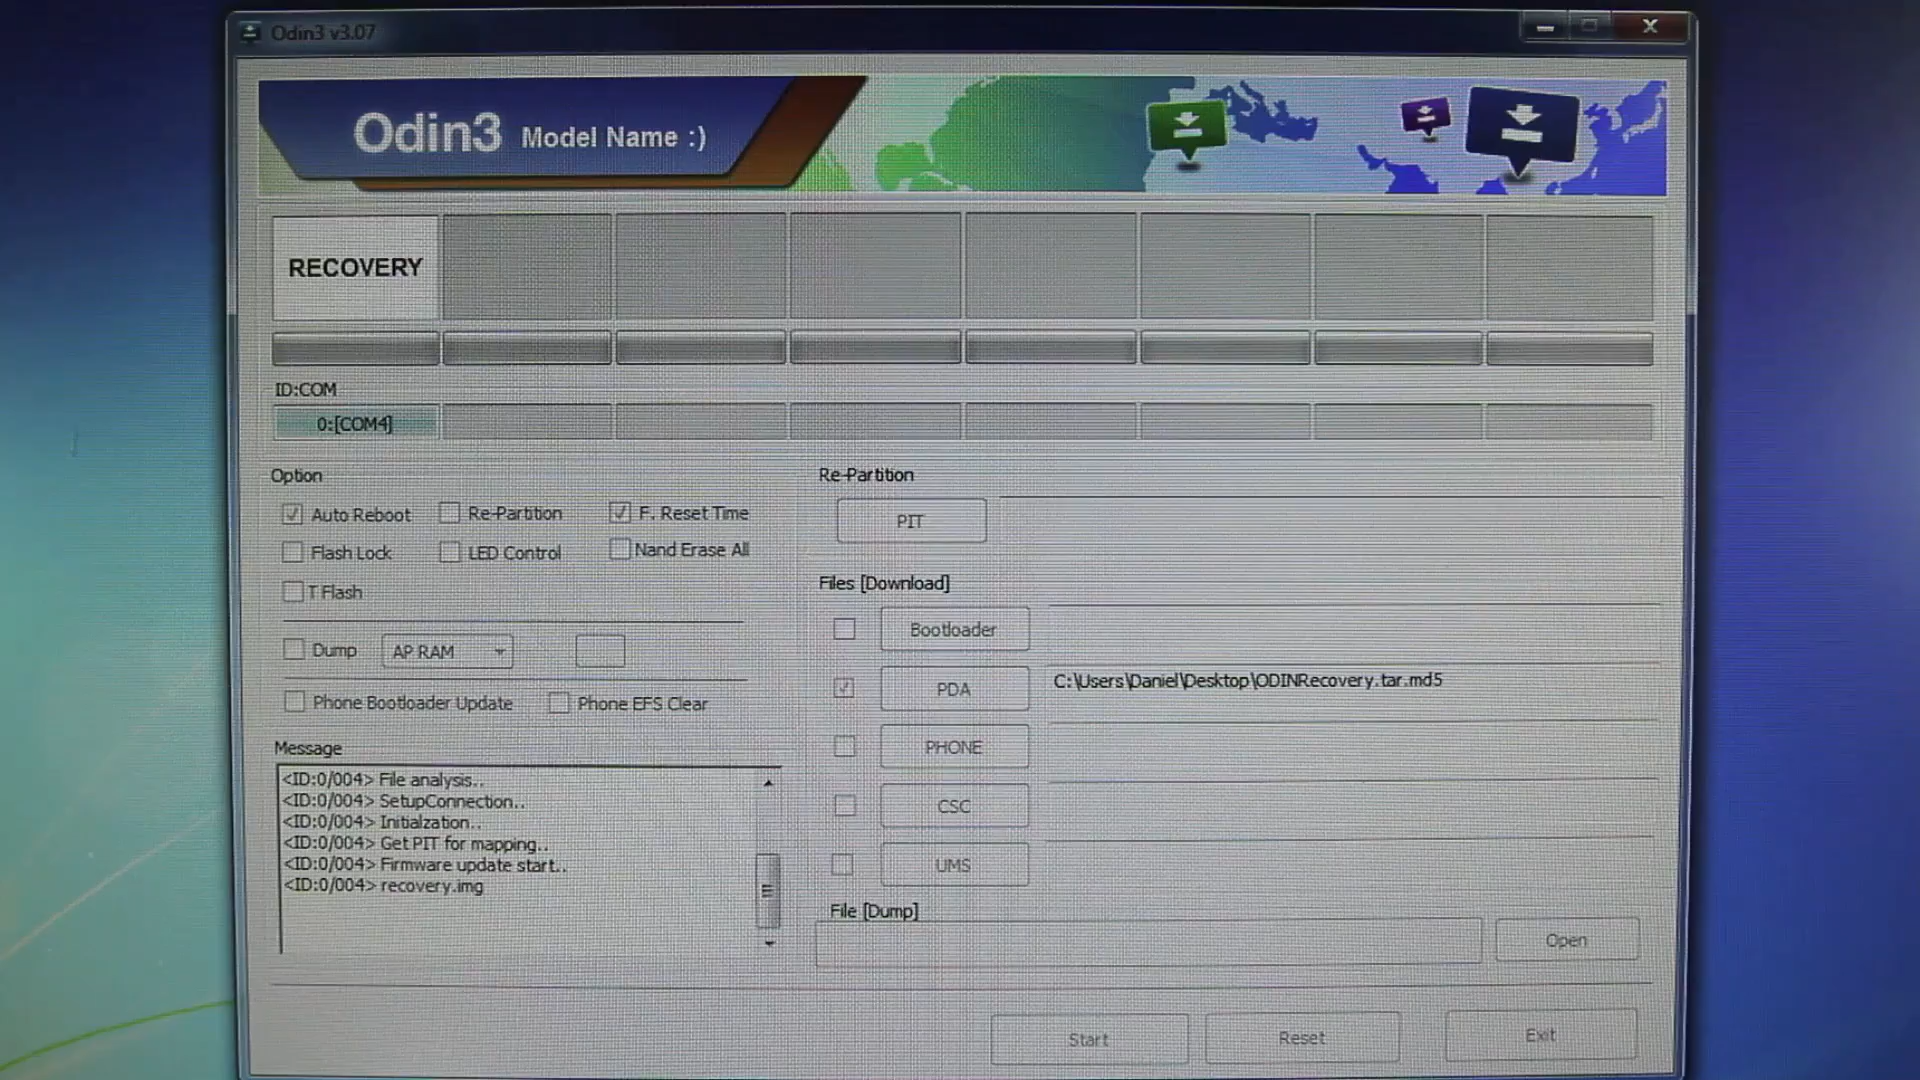 Odin3 v3.07
Odin3 Model Name :)
RECOVERY
ID:COM
0:[COM4]
Option
Auto Reboot Re-Partition F. Reset Time
Flash Lock LED Control Nand Erase All
T Flash
Dump AP RAM
Phone Bootloader Update Phone EFS Clear
Message
<ID:0/004> File analysis..
<ID:0/004> SetupConnection..
<ID:0/004> Initialzation..
<ID:0/004> Get PIT for mapping..
<ID:0/004> Firmware update start..
<ID:0/004> recovery.img
Re-Partition
PIT
Files [Download]
Bootloader
PDA C:\Users\Daniel\Desktop\ODINRecovery.tar.md5
PHONE
CSC
UMS
File [Dump]
Open
Start Reset Exit